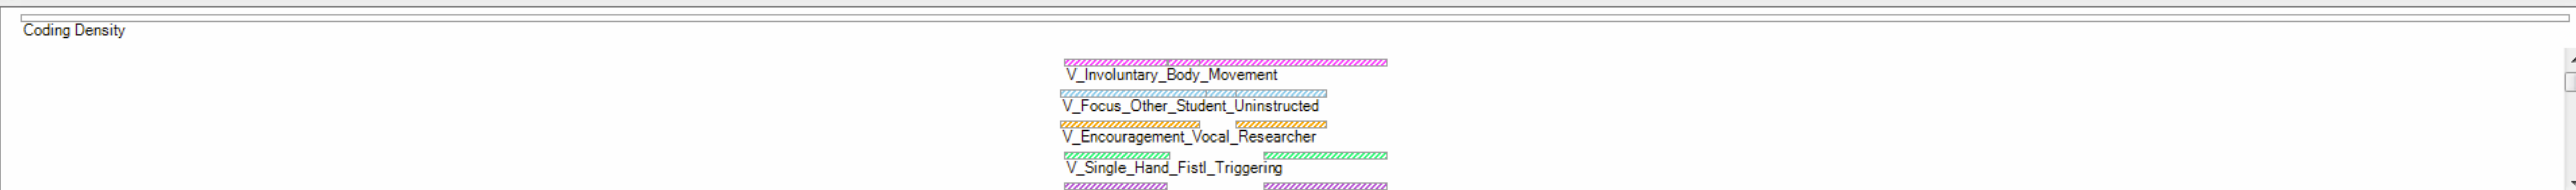 Coding Density
V_Involuntary_Body_Movement
V_Focus_Other_Student_Uninstructed
V_Encouragement_Vocal_Researcher
V_Single_Hand_Fistl_Triggering